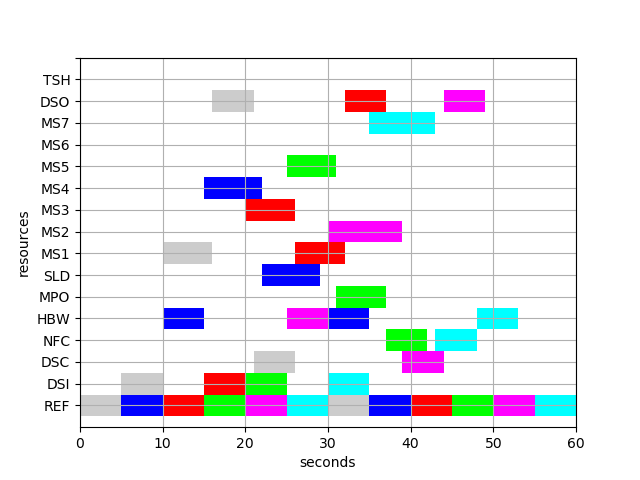 TSH
DSO
MS7
MS6
MS5
MS4
MS3
MS2
MS1
SLD
MPO
HBW
NFC
DSC
DSI
REF
resources
0 10 20 30 40 50 60
seconds